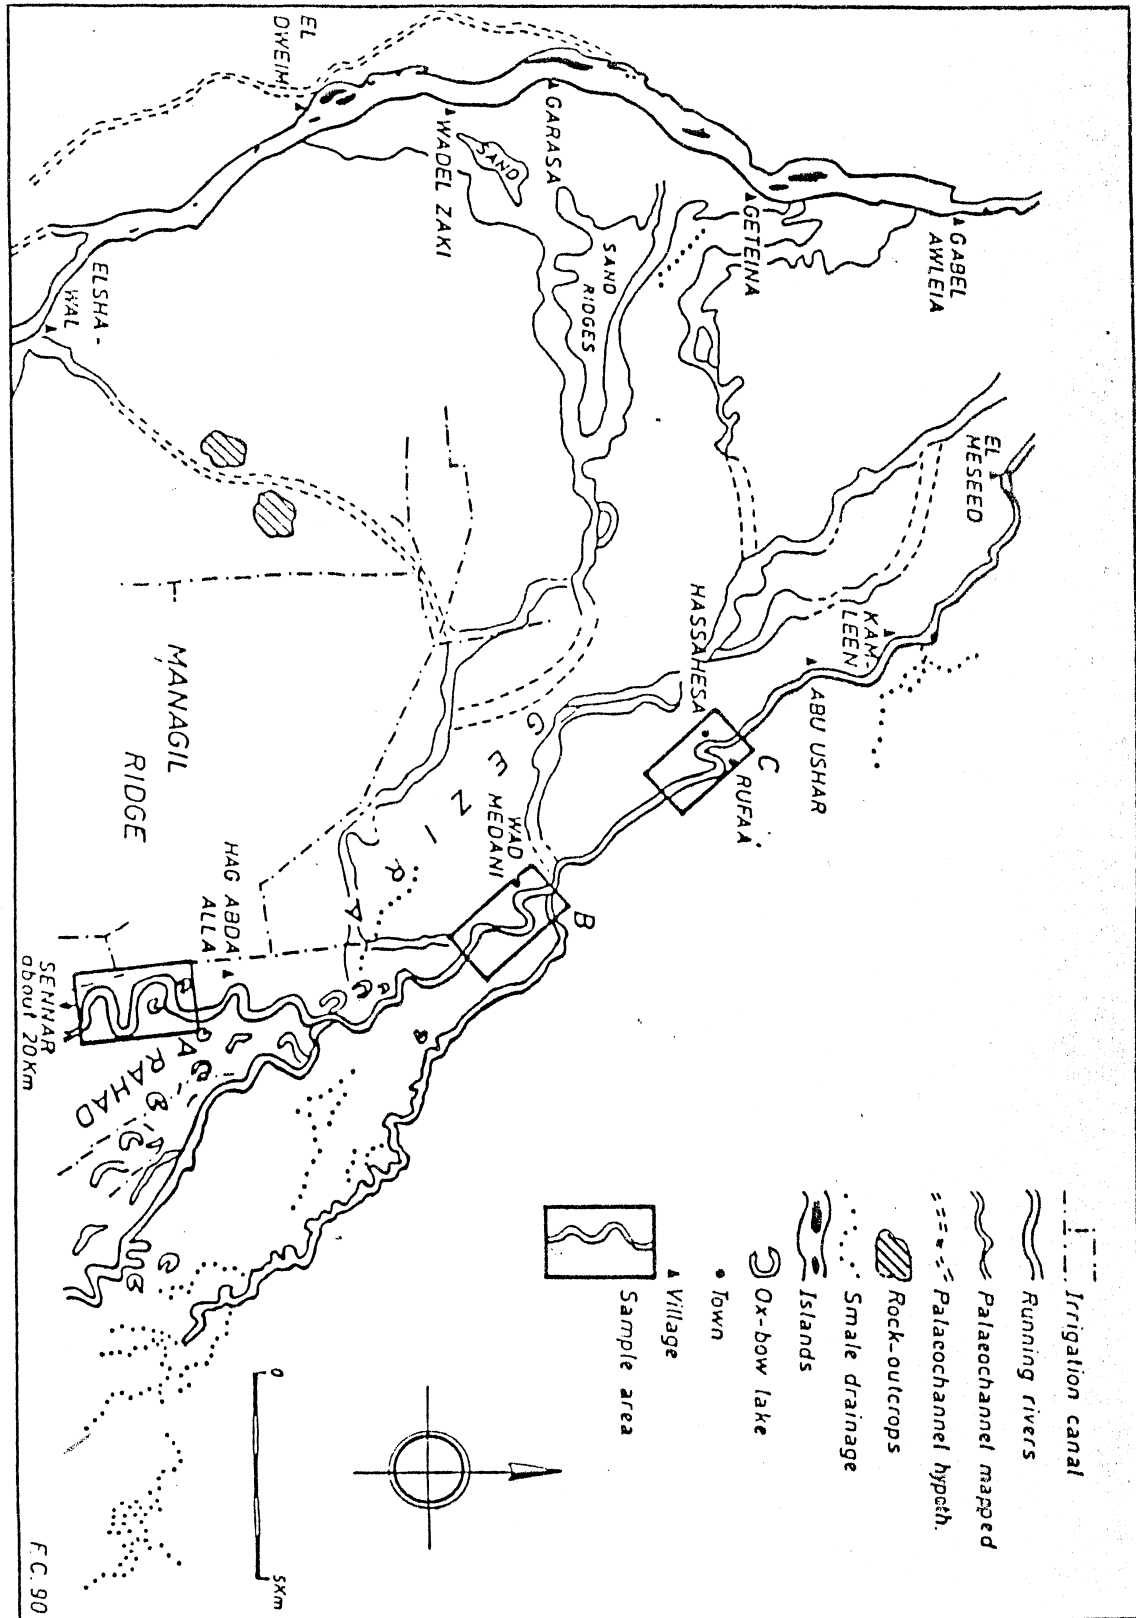 EL
DWEIM
GARASA
WADEL ZAKI
SAND
GETEINA
GABEL
AWLEIA
SAND
RIDGES
ELSHA-
WAL
EL
MESEED
KAM-
LEEN
ABU USHAR
HASSAHESA
C
RUFAA
GEZIRA
WAD
MEDANI
B
MANAGIL
RIDGE
HAG ABDA
ALLA
SENNAR
about 20Km
A
RAHAD
Irrigation canal
Running rivers
Palaeochannel mapped
Palaeochannel hypoth.
Rock-outcrops
Smale drainage
Islands
Ox-bow lake
Town
Village
Sample area
0
5Km
F.C. 90